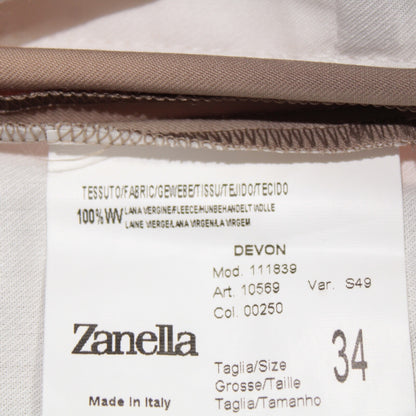 TESSUTO/FABRIC/GEWEBE/TISSU/TEJIDO/TECIDO
100% WV LANA VERGINE/FLEECE/HUNBEHANDELT WOLLE
LAINE VIERGE/LANA VIRGEN/LA VIRGEM
DEVON
Mod. 111839
Art. 10569 Var. S49
Col. 00250
Zanella
Taglia/Size
Grosse/Taille
Taglia/Tamanho
34
Made in Italy